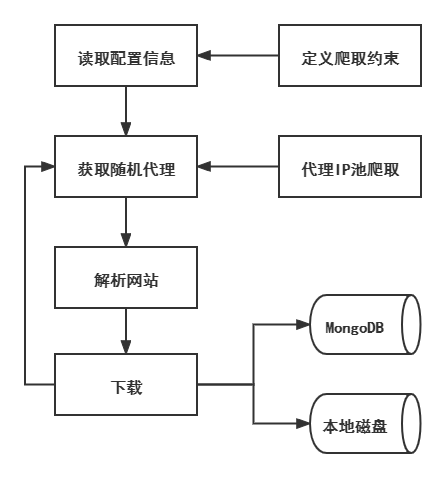 读取配置信息
定义爬取约束
获取随机代理
代理IP池爬取
解析网站
MongoDB
下载
本地磁盘